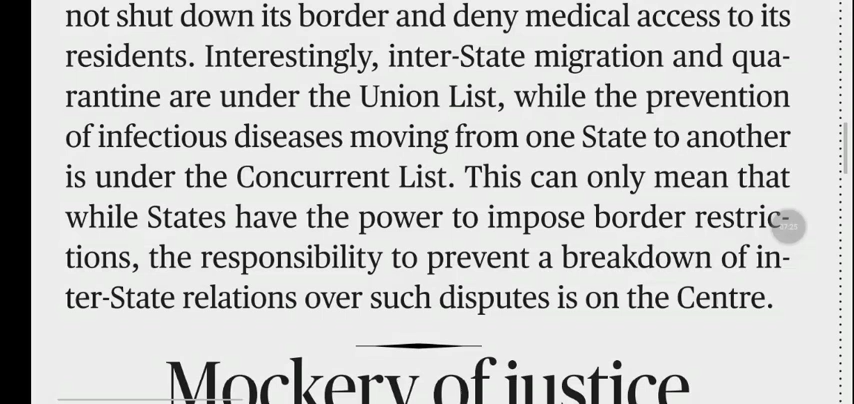 not shut down its border and deny medical access to its
residents. Interestingly, inter-State migration and qua-
rantine are under the Union List, while the prevention
of infectious diseases moving from one State to another
is under the Concurrent List. This can only mean that
while States have the power to impose border restric-
tions, the responsibility to prevent a breakdown of in-
ter-State relations over such disputes is on the Centre.
Mockery of justice